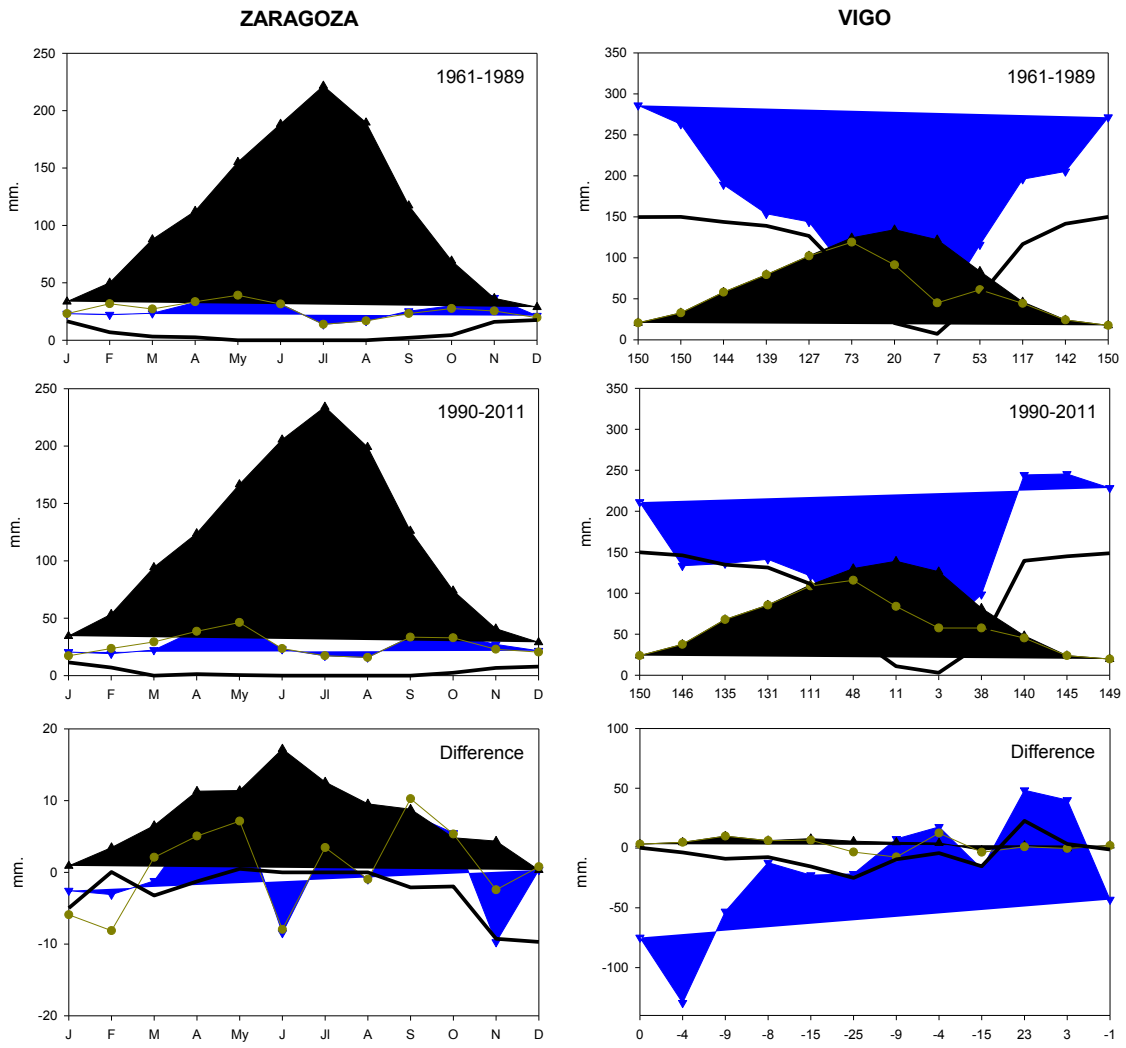 ZARAGOZA
VIGO
250
200
150
100
50
0
mm.
1961-1989
J F M A My J Jl A S O N D
350
300
250
200
150
100
50
0
mm.
1961-1989
150 150 144 139 127 73 20 7 53 117 142 150
250
200
150
100
50
0
mm.
1990-2011
J F M A My J Jl A S O N D
350
300
250
200
150
100
50
0
mm.
1990-2011
150 146 135 131 111 48 11 3 38 140 145 149
20
10
0
-10
-20
mm.
Difference
J F M A My J Jl A S O N D
100
50
0
-50
-100
mm.
Difference
0 -4 -9 -8 -15 -25 -9 -4 -15 23 3 -1